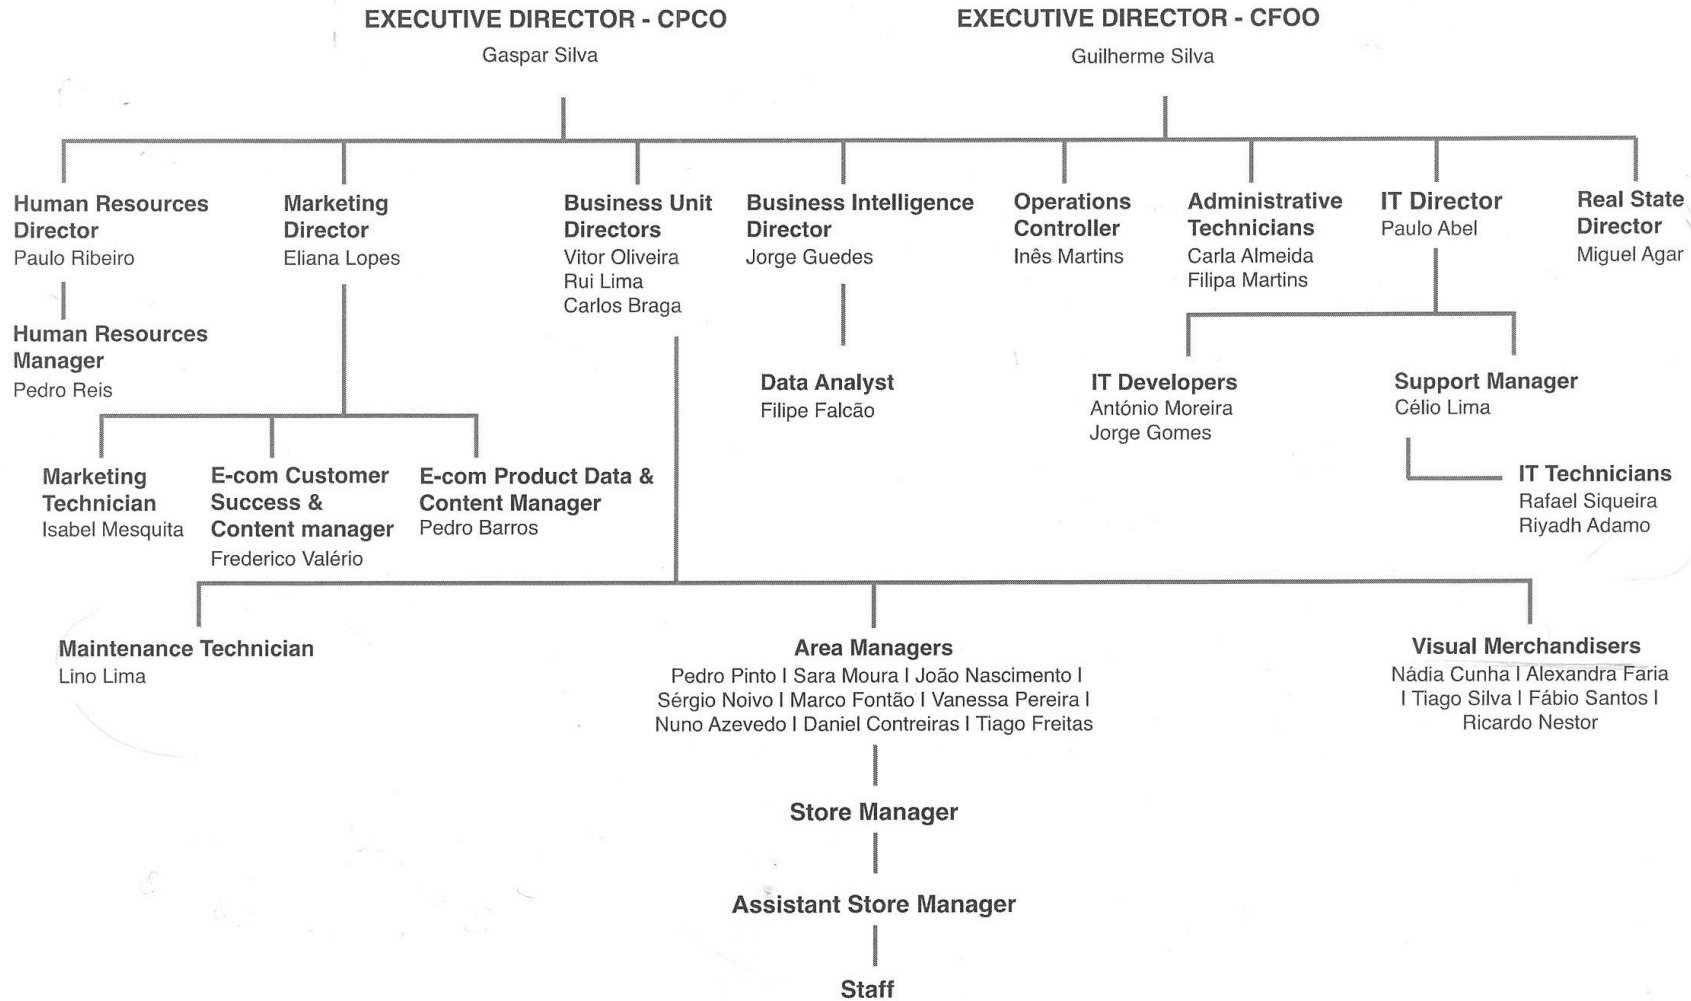 EXECUTIVE DIRECTOR - CPCO
Gaspar Silva
EXECUTIVE DIRECTOR - CFOO
Guilherme Silva
Human Resources
Director
Paulo Ribeiro
Marketing
Director
Eliana Lopes
Business Unit
Directors
Vitor Oliveira
Rui Lima
Carlos Braga
Business Intelligence
Director
Jorge Guedes
Operations
Controller
Inês Martins
Administrative
Technicians
Carla Almeida
Filipa Martins
IT Director
Paulo Abel
Real State
Director
Miguel Agar
Human Resources
Manager
Pedro Reis
Data Analyst
Filipe Falcão
IT Developers
António Moreira
Jorge Gomes
Support Manager
Célio Lima
Marketing
Technician
Isabel Mesquita
E-com Customer
Success &
Content manager
Frederico Valério
E-com Product Data &
Content Manager
Pedro Barros
IT Technicians
Rafael Siqueira
Riyadh Adamo
Maintenance Technician
Lino Lima
Area Managers
Pedro Pinto I Sara Moura I João Nascimento I
Sérgio Noivo I Marco Fontão I Vanessa Pereira I
Nuno Azevedo I Daniel Contreiras I Tiago Freitas
Visual Merchandisers
Nádia Cunha I Alexandra Faria
I Tiago Silva I Fábio Santos I
Ricardo Nestor
Store Manager
Assistant Store Manager
Staff